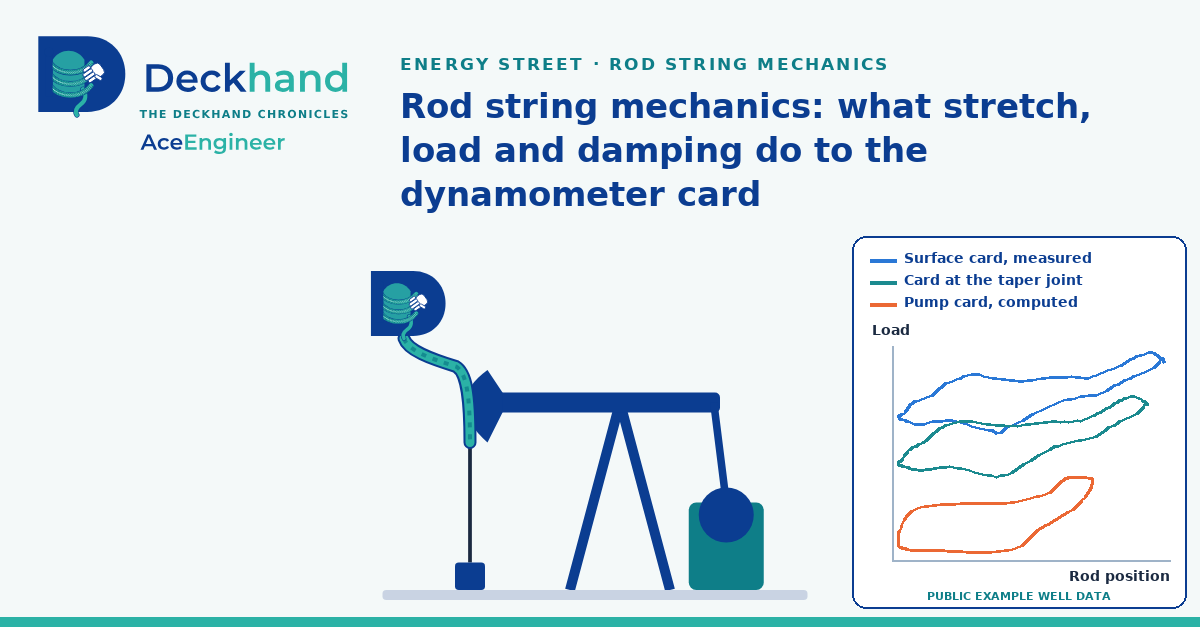 Deckhand
THE DECKHAND CHRONICLES
AceEngineer
ENERGY STREET · ROD STRING MECHANICS
Rod string mechanics: what stretch,
load and damping do to the
dynamometer card
Surface card, measured
Card at the taper joint
Pump card, computed
Load
Rod position
PUBLIC EXAMPLE WELL DATA